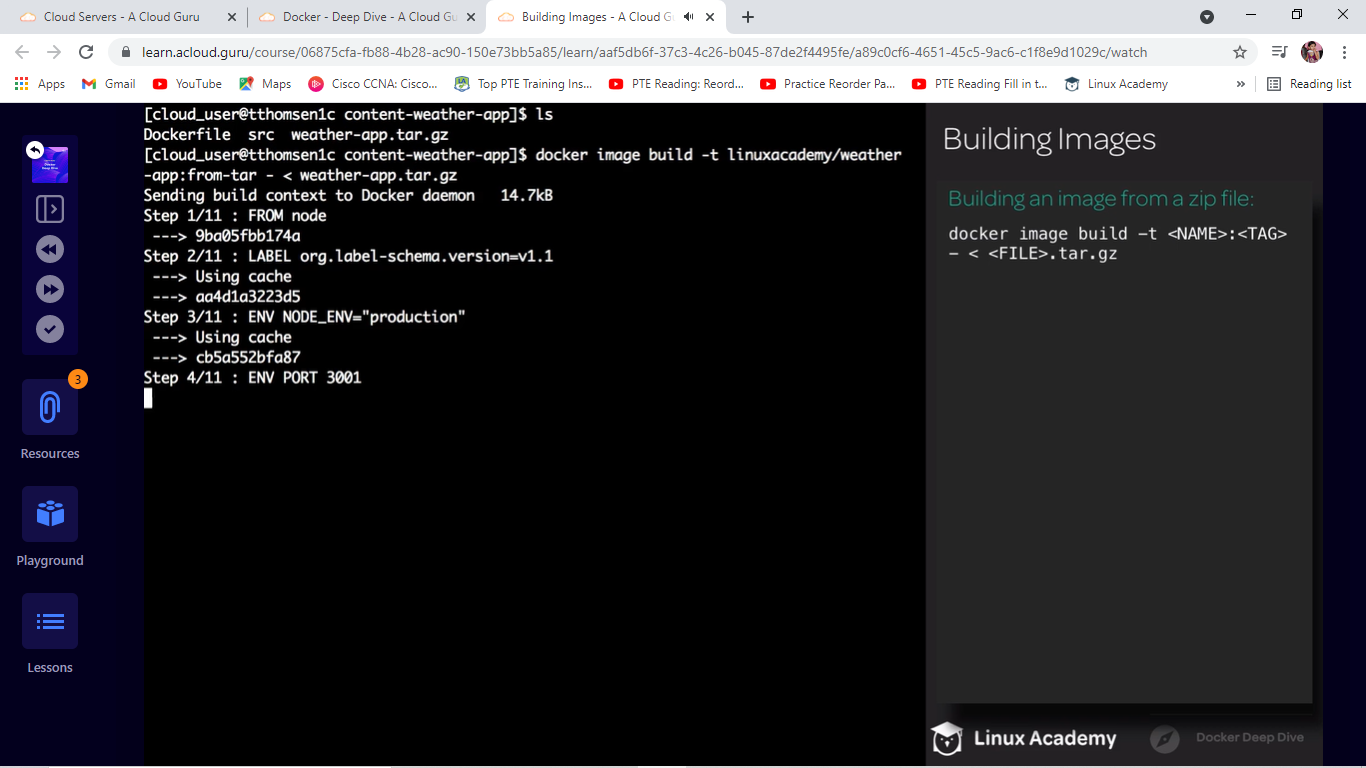 Cloud Servers - A Cloud Guru
Docker - Deep Dive - A Cloud Gu
Building Images - A Cloud G
learn.acloud.guru/course/06875cfa-fb88-4b28-ac90-150e73bb5a85/learn/aaf5db6f-37c3-4c26-b045-87de2f4495fe/a89c0cf6-4651-45c5-9ac6-c1f8e9d1029c/watch
Apps
Gmail
YouTube
Maps
Cisco CCNA: Cisco...
Top PTE Training Ins...
PTE Reading: Reord...
Practice Reorder Pa...
PTE Reading Fill in t...
Linux Academy
»
Reading list
3
Resources
Playground
Lessons
[cloud_user@tthomsen1c content-weather-app]$ ls
Dockerfile  src  weather-app.tar.gz
[cloud_user@tthomsen1c content-weather-app]$ docker image build -t linuxacademy/weather
-app:from-tar - < weather-app.tar.gz
Sending build context to Docker daemon   14.7kB
Step 1/11 : FROM node
 ---> 9ba05fbb174a
Step 2/11 : LABEL org.label-schema.version=v1.1
 ---> Using cache
 ---> aa4d1a3223d5
Step 3/11 : ENV NODE_ENV="production"
 ---> Using cache
 ---> cb5a552bfa87
Step 4/11 : ENV PORT 3001
Building Images
Building an image from a zip file:
docker image build -t <NAME>:<TAG>
- < <FILE>.tar.gz
Linux Academy
Docker Deep Dive